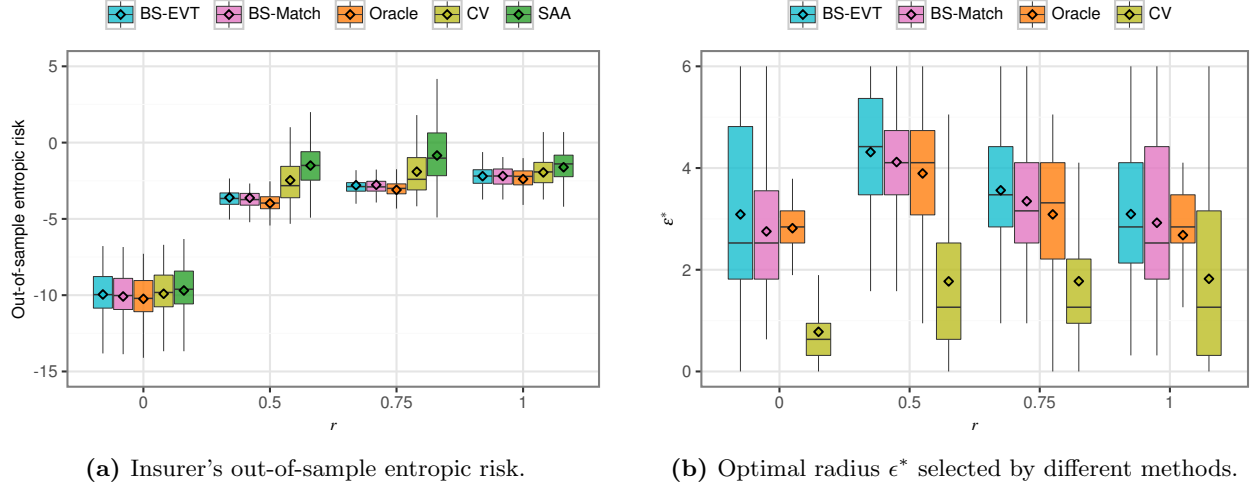 BS-EVT BS-Match Oracle CV SAA
5
0
-5
-10
-15
Out-of-sample entropic risk
0 0.5 0.75 1
r
(a) Insurer's out-of-sample entropic risk.
BS-EVT BS-Match Oracle CV
6
4
2
0
ε*
0 0.5 0.75 1
r
(b) Optimal radius ϵ* selected by different methods.